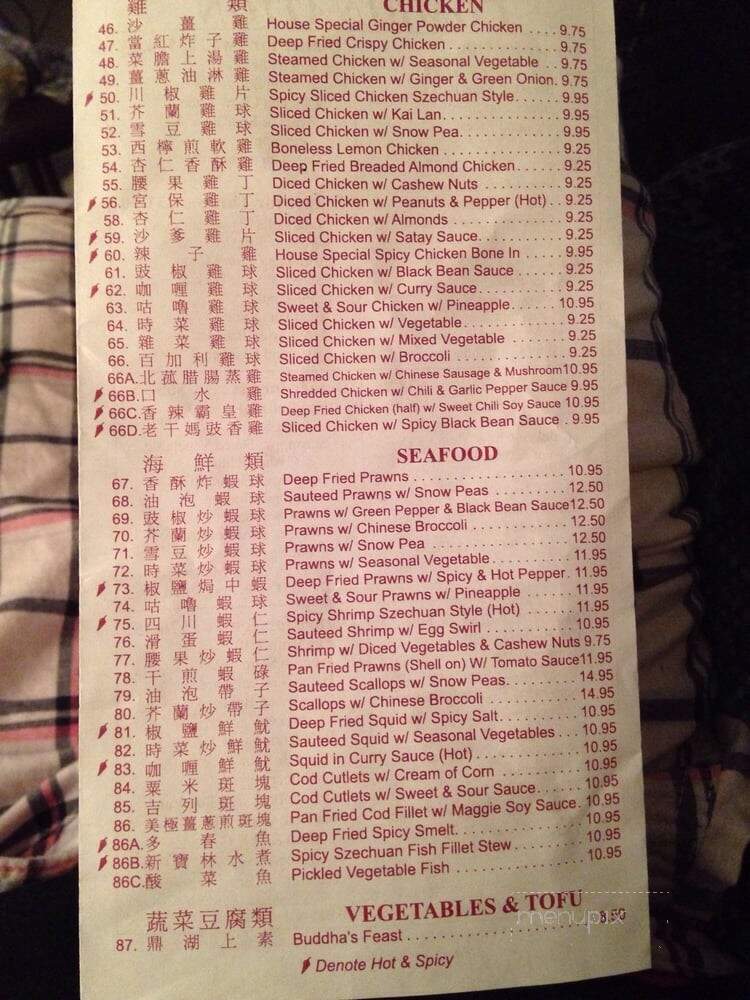 雞 類 CHICKEN
46. 沙薑雞 House Special Ginger Powder Chicken .... 9.75
47. 當紅炸子雞 Deep Fried Crispy Chicken .......... 9.75
48. 菜膽上湯雞 Steamed Chicken w/ Seasonal Vegetable .. 9.75
49. 薑蔥油淋雞 Steamed Chicken w/ Ginger & Green Onion. 9.75
50. 川椒雞片 Spicy Sliced Chicken Szechuan Style...... 9.95
51. 芥蘭雞球 Sliced Chicken w/ Kai Lan............. 9.95
52. 雪豆雞球 Sliced Chicken w/ Snow Pea........... 9.95
53. 西檸煎軟雞 Boneless Lemon Chicken ............ 9.25
54. 杏仁香酥雞 Deep Fried Breaded Almond Chicken...... 9.25
55. 腰果雞丁 Diced Chicken w/ Cashew Nuts ........ 9.25
56. 宮保雞丁 Diced Chicken w/ Peanuts & Pepper (Hot) .. 9.25
58. 杏仁雞丁 Diced Chicken w/ Almonds ............ 9.25
59. 沙爹雞片 Sliced Chicken w/ Satay Sauce.......... 9.25
60. 辣子雞 House Special Spicy Chicken Bone In ..... 9.95
61. 豉椒雞球 Sliced Chicken w/ Black Bean Sauce ...... 9.25
62. 咖喱雞球 Sliced Chicken w/ Curry Sauce.......... 9.25
63. 咕嚕雞球 Sweet & Sour Chicken w/ Pineapple...... 10.95
64. 時菜雞球 Sliced Chicken w/ Vegetable............ 9.25
65. 雜菜雞球 Sliced Chicken w/ Mixed Vegetable ...... 9.25
66. 百加利雞球 Sliced Chicken w/ Broccoli ............ 9.25
66A. 北菰腊腸蒸雞 Steamed Chicken w/ Chinese Sausage & Mushroom 10.95
66B. 口水雞 Shredded Chicken w/ Chili & Garlic Pepper Sauce 9.95
66C. 香辣霸皇雞 Deep Fried Chicken (half) w/ Sweet Chili Soy Sauce 10.95
66D. 老干媽豉香雞 Sliced Chicken w/ Spicy Black Bean Sauce . 9.95
海鮮類 SEAFOOD
67. 香酥炸蝦球 Deep Fried Prawns ................. 10.95
68. 油泡蝦球 Sauteed Prawns w/ Snow Peas ......... 12.50
69. 豉椒炒蝦球 Prawns w/ Green Pepper & Black Bean Sauce 12.50
70. 芥蘭炒蝦球 Prawns w/ Chinese Broccoli ............ 12.50
71. 雪豆炒蝦球 Prawns w/ Snow Pea ................ 12.50
72. 時菜炒蝦球 Prawns w/ Seasonal Vegetable.......... 11.95
73. 椒鹽焗中蝦 Deep Fried Prawns w/ Spicy & Hot Pepper. 11.95
74. 咕嚕蝦球 Sweet & Sour Prawns w/ Pineapple ...... 11.95
75. 四川蝦仁 Spicy Shrimp Szechuan Style (Hot) ...... 11.95
76. 滑蛋蝦仁 Sauteed Shrimp w/ Egg Swirl .......... 10.95
77. 腰果炒蝦仁 Shrimp w/ Diced Vegetables & Cashew Nuts 9.75
78. 干煎蝦碌 Pan Fried Prawns (Shell on) W/ Tomato Sauce 11.95
79. 油泡帶子 Sauteed Scallops w/ Snow Peas........ 14.95
80. 芥蘭炒帶子 Scallops w/ Chinese Broccoli .......... 14.95
81. 椒鹽鮮魷 Deep Fried Squid w/ Spicy Salt......... 10.95
82. 時菜炒鮮魷 Sauteed Squid w/ Seasonal Vegetables ... 10.95
83. 咖喱鮮魷 Squid in Curry Sauce (Hot)............ 10.95
84. 粟米斑塊 Cod Cutlets w/ Cream of Corn ......... 10.95
85. 吉列斑塊 Cod Cutlets w/ Sweet & Sour Sauce...... 10.95
86. 美極薑蔥煎斑塊 Pan Fried Cod Fillet w/ Maggie Soy Sauce. 10.95
86A. 多春魚 Deep Fried Spicy Smelt.............. 10.95
86B. 新寶林水煮 Spicy Szechuan Fish Fillet Stew......... 10.95
86C. 酸菜魚 Pickled Vegetable Fish .............. 10.95
蔬菜豆腐類 VEGETABLES & TOFU
87. 鼎湖上素 Buddha's Feast .................... 8.50
Denote Hot & Spicy
menupix